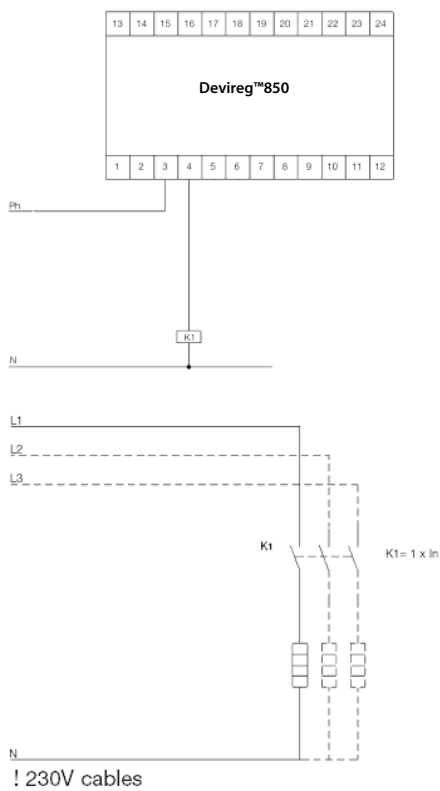 13 14 15 16 17 18 19 20 21 22 23 24
Devireg™850
1 2 3 4 5 6 7 8 9 10 11 12
Ph
K1
N
L1
L2
L3
K1
K1= 1 x In
N
! 230V cables